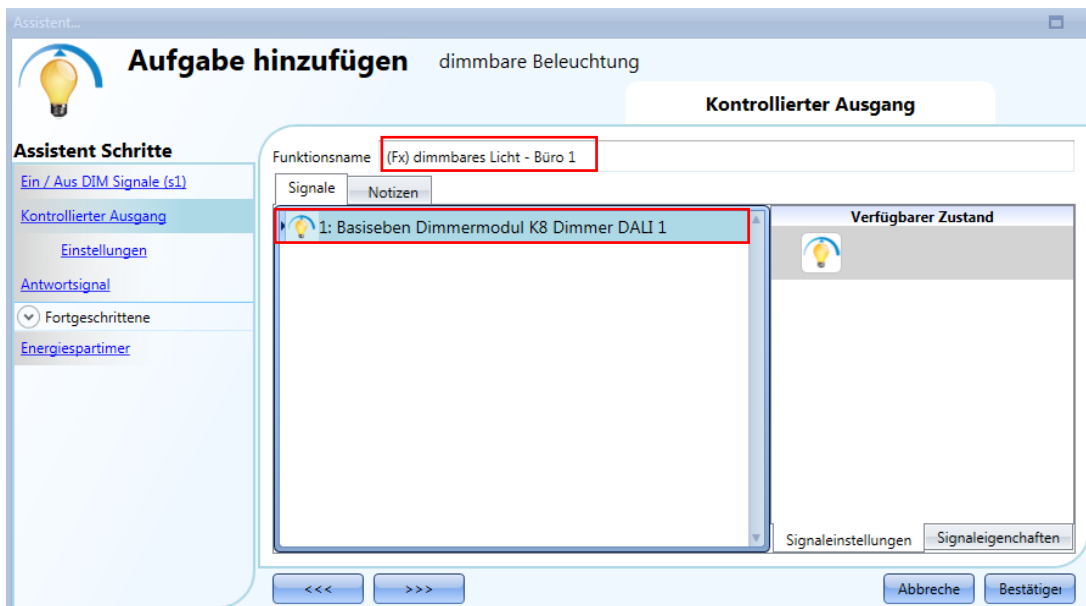 Assistent...
Aufgabe hinzufügen dimmbare Beleuchtung
Kontrollierter Ausgang
Assistent Schritte
Ein / Aus DIM Signale (s1)
Kontrollierter Ausgang
Einstellungen
Antwortsignal
Fortgeschrittene
Energiespartimer
Funktionsname (Fx) dimmbares Licht - Büro 1
Signale Notizen
1: Basiseben Dimmermodul K8 Dimmer DALI 1
Verfügbarer Zustand
Signaleinstellungen Signaleigenchaften
<<< >>> Abbreche Bestätiger